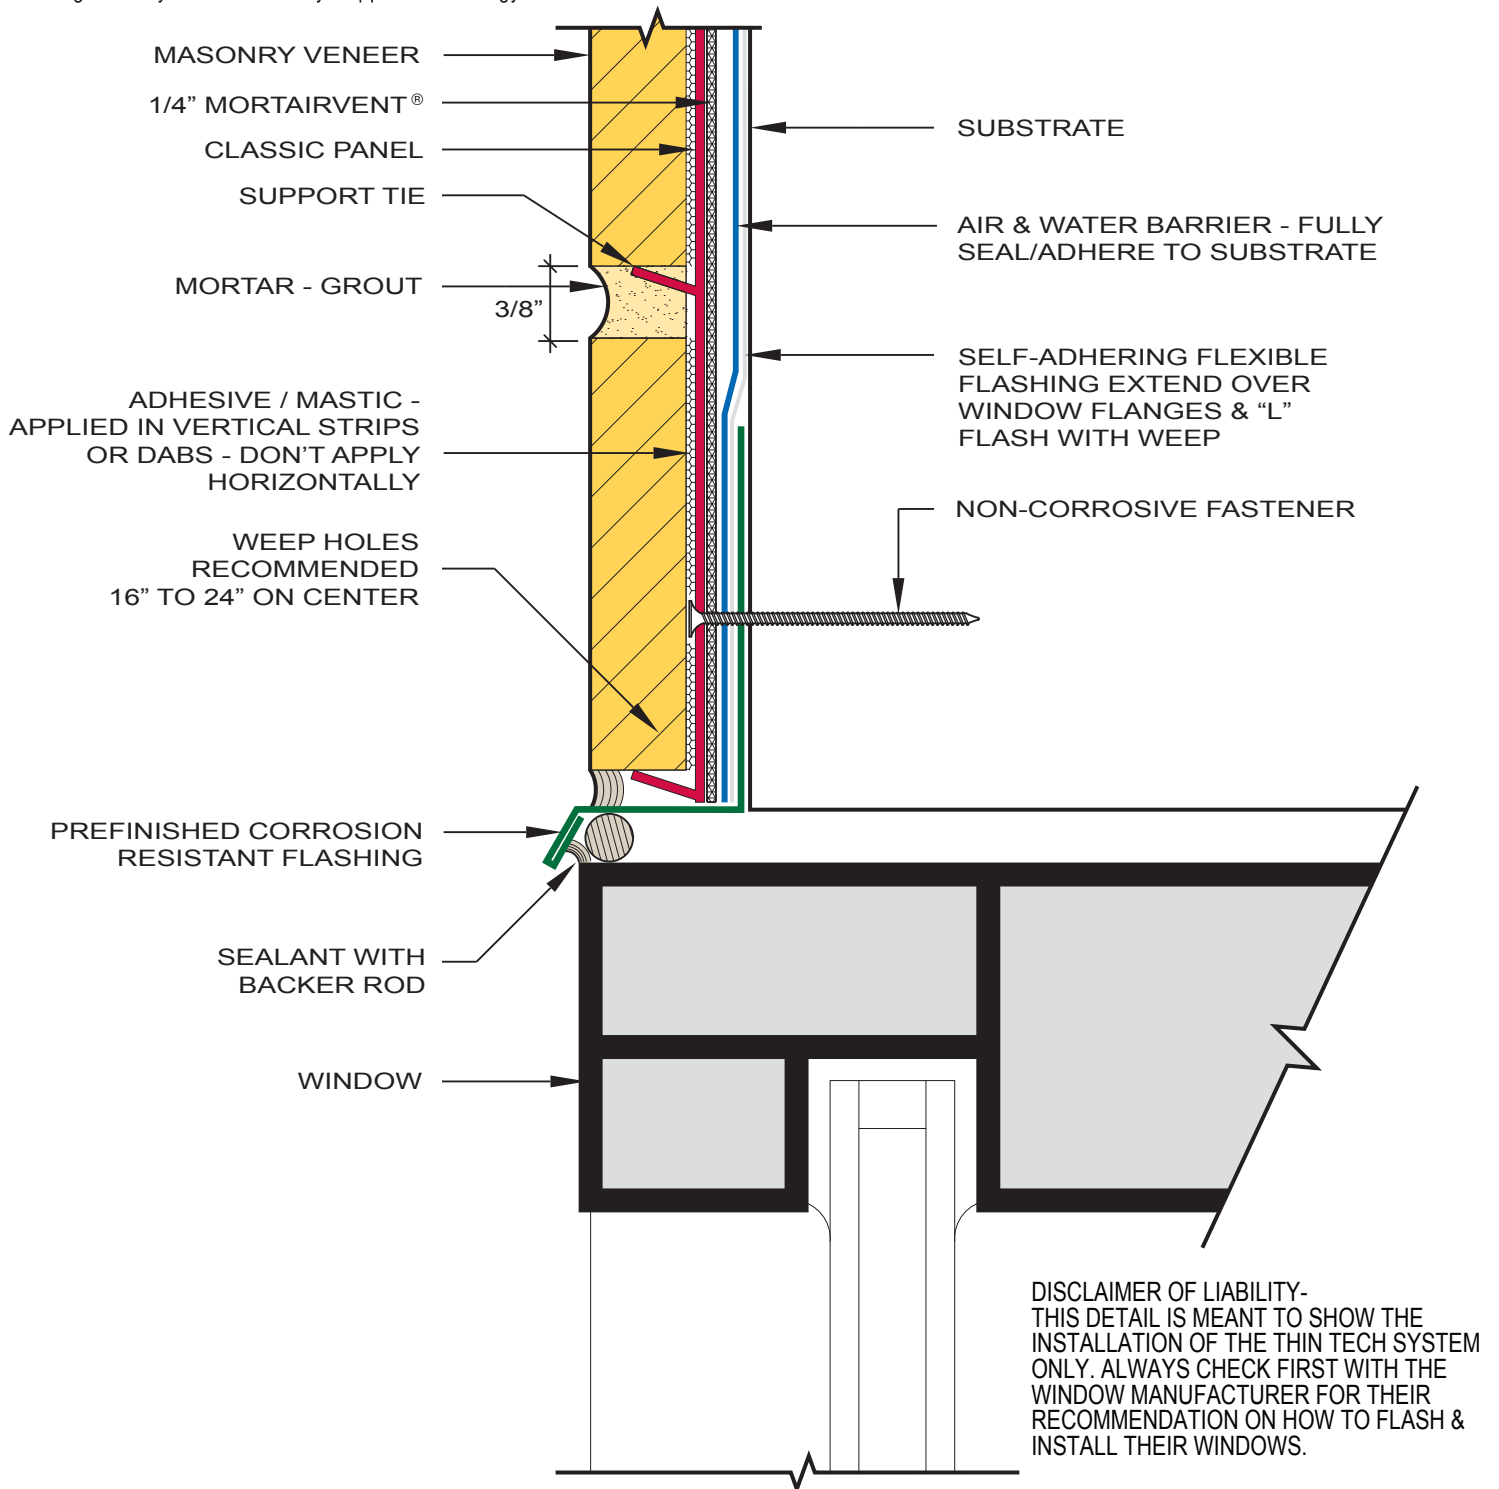 MASONRY VENEER
1/4” MORTAIRVENT®
CLASSIC PANEL
SUPPORT TIE
MORTAR - GROUT
3/8”
ADHESIVE / MASTIC -
APPLIED IN VERTICAL STRIPS
OR DABS - DON’T APPLY
HORIZONTALLY
WEEP HOLES
RECOMMENDED
16” TO 24” ON CENTER
PREFINISHED CORROSION
RESISTANT FLASHING
SEALANT WITH
BACKER ROD
WINDOW
SUBSTRATE
AIR & WATER BARRIER - FULLY
SEAL/ADHERE TO SUBSTRATE
SELF-ADHERING FLEXIBLE
FLASHING EXTEND OVER
WINDOW FLANGES & “L”
FLASH WITH WEEP
NON-CORROSIVE FASTENER
DISCLAIMER OF LIABILITY-
THIS DETAIL IS MEANT TO SHOW THE
INSTALLATION OF THE THIN TECH SYSTEM
ONLY. ALWAYS CHECK FIRST WITH THE
WINDOW MANUFACTURER FOR THEIR
RECOMMENDATION ON HOW TO FLASH &
INSTALL THEIR WINDOWS.